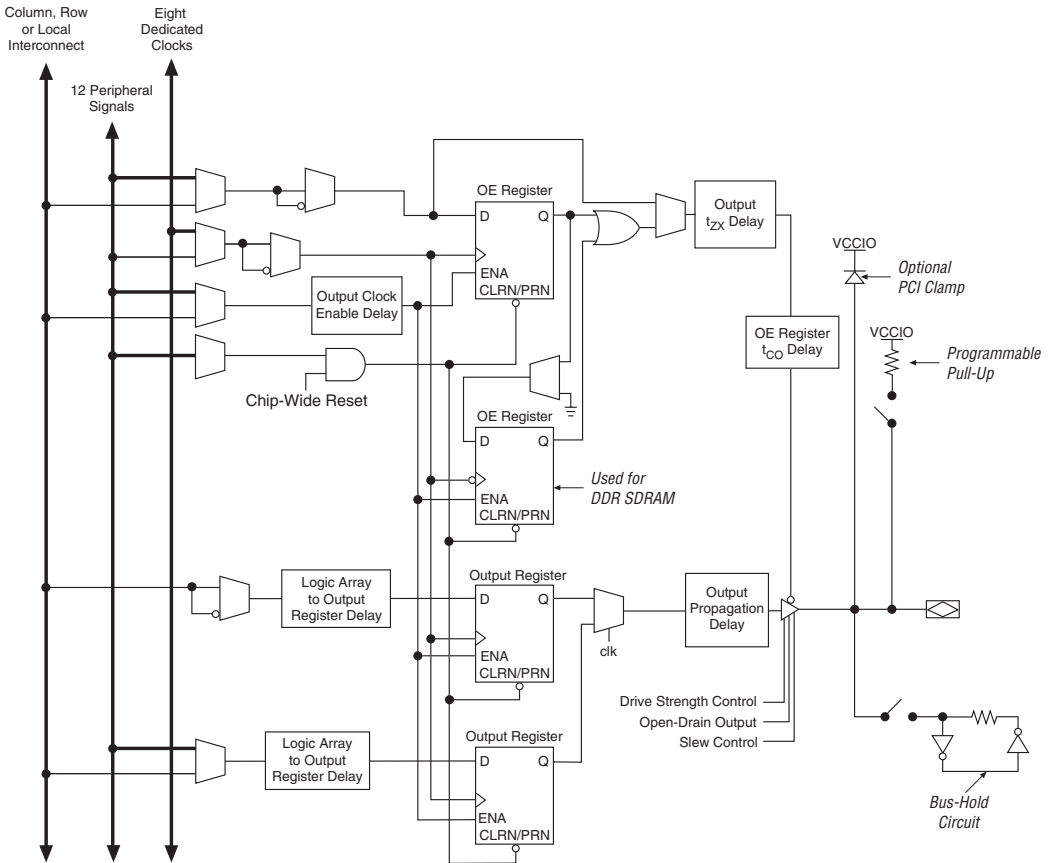 Column, Row
or Local
Interconnect
Eight
Dedicated
Clocks
12 Peripheral
Signals
OE Register
D
Q
ENA
CLRN/PRN
Output
tZX Delay
VCCIO
Optional
PCI Clamp
Output Clock
Enable Delay
OE Register
tCO Delay
VCCIO
Programmable
Pull-Up
Chip-Wide Reset
OE Register
D
Q
ENA
CLRN/PRN
Used for
DDR SDRAM
Logic Array
to Output
Register Delay
Output Register
D
Q
ENA
CLRN/PRN
clk
Output
Propagation
Delay
Drive Strength Control
Open-Drain Output
Slew Control
Logic Array
to Output
Register Delay
Output Register
D
Q
ENA
CLRN/PRN
Bus-Hold
Circuit